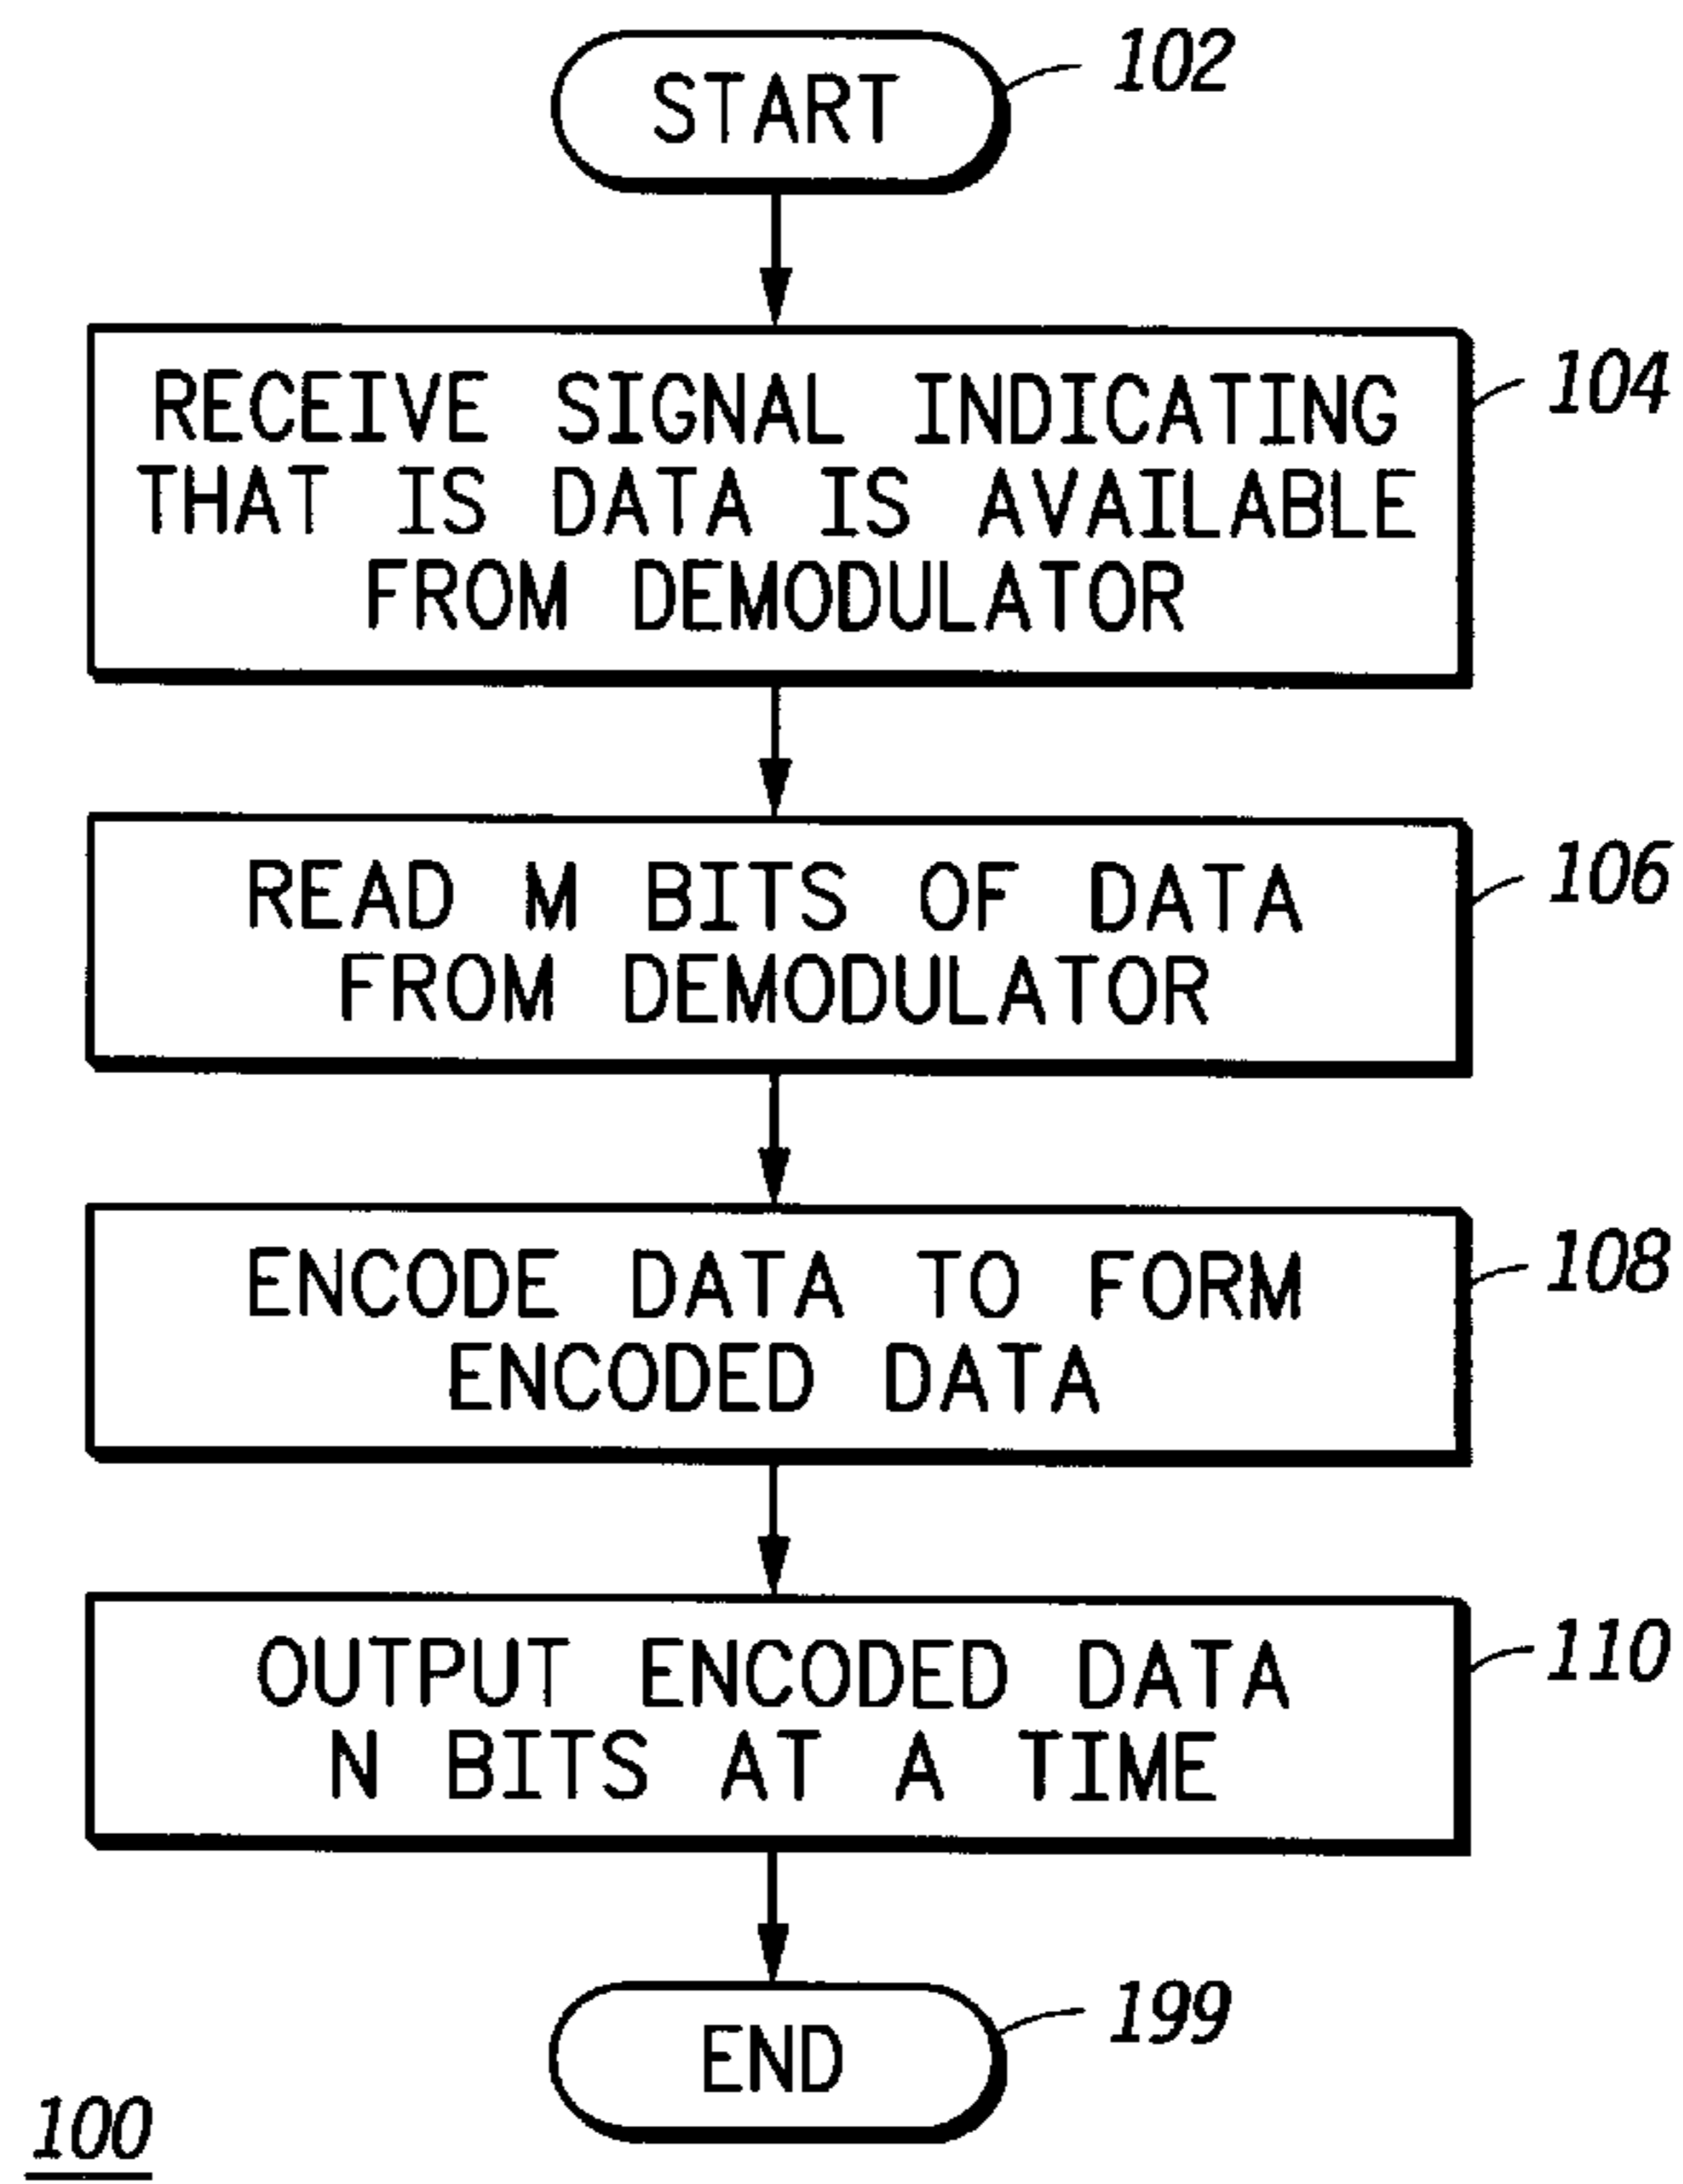 START
102
RECEIVE SIGNAL INDICATING
THAT IS DATA IS AVAILABLE
FROM DEMODULATOR
104
READ M BITS OF DATA
FROM DEMODULATOR
106
ENCODE DATA TO FORM
ENCODED DATA
108
OUTPUT ENCODED DATA
N BITS AT A TIME
110
END
199
100